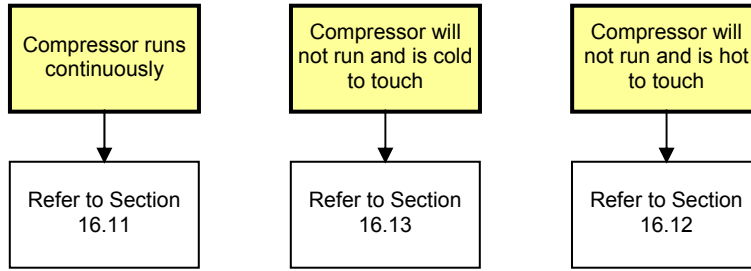 Compressor runs
continuously
Compressor will
not run and is cold
to touch
Compressor will
not run and is hot
to touch
Refer to Section
16.11
Refer to Section
16.13
Refer to Section
16.12